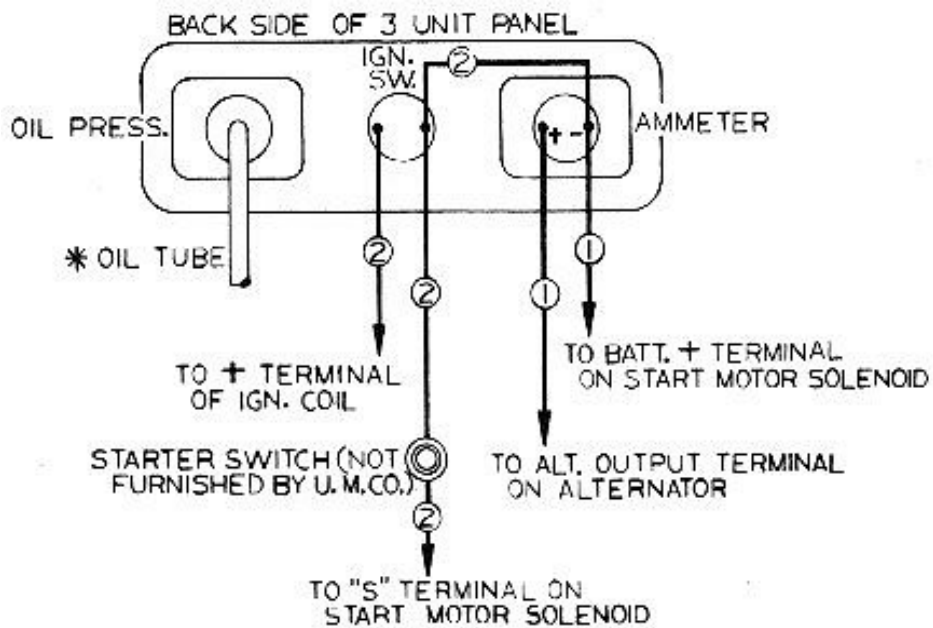 BACK SIDE OF 3 UNIT PANEL
IGN.
SW.
2
OIL PRESS.
+ -
AMMETER
* OIL TUBE
2
2
1
1
TO + TERMINAL
OF IGN. COIL
TO BATT. + TERMINAL
ON START MOTOR SOLENOID
STARTER SWITCH (NOT
FURNISHED BY U.M.CO.)
TO ALT. OUTPUT TERMINAL
ON ALTERNATOR
2
TO "S" TERMINAL ON
START MOTOR SOLENOID